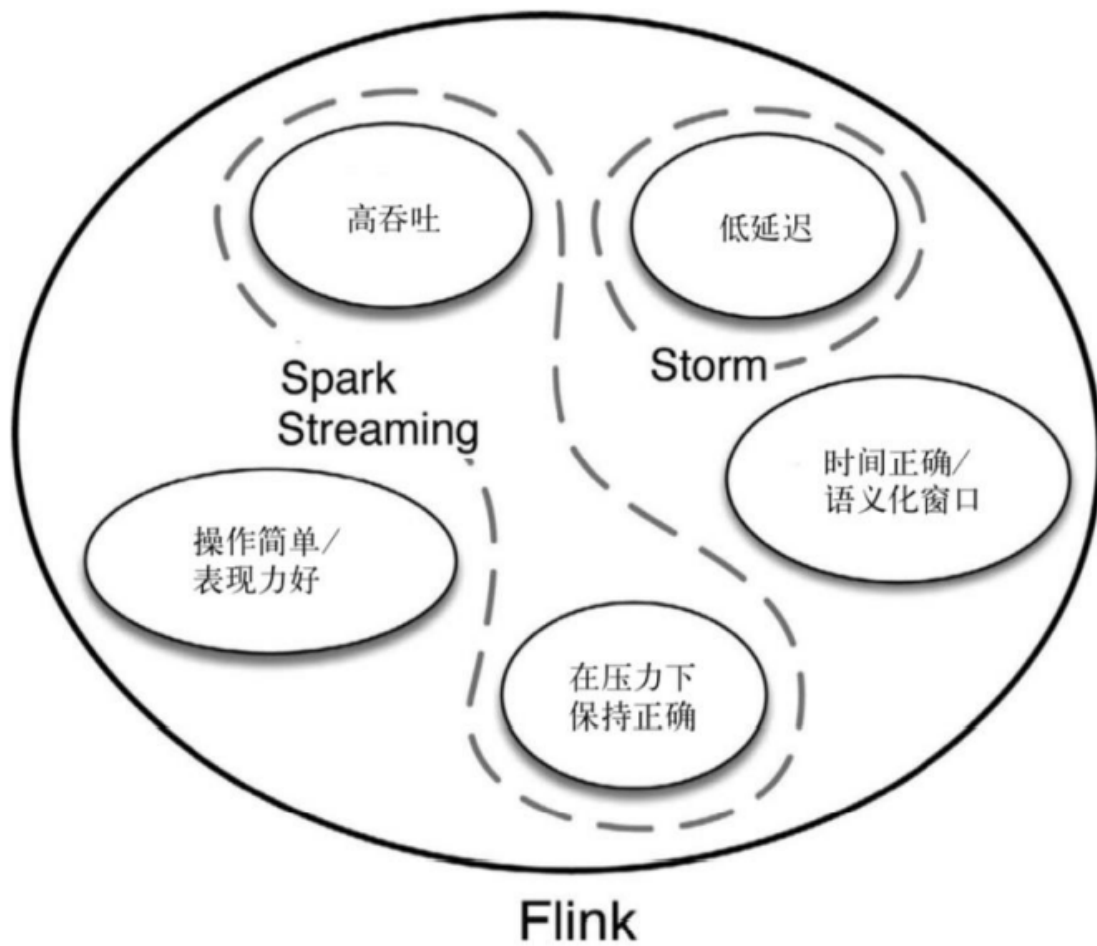 高吞吐
低延迟
Spark
Streaming
Storm
时间正确/
语义化窗口
操作简单/
表现力好
在压力下
保持正确
Flink